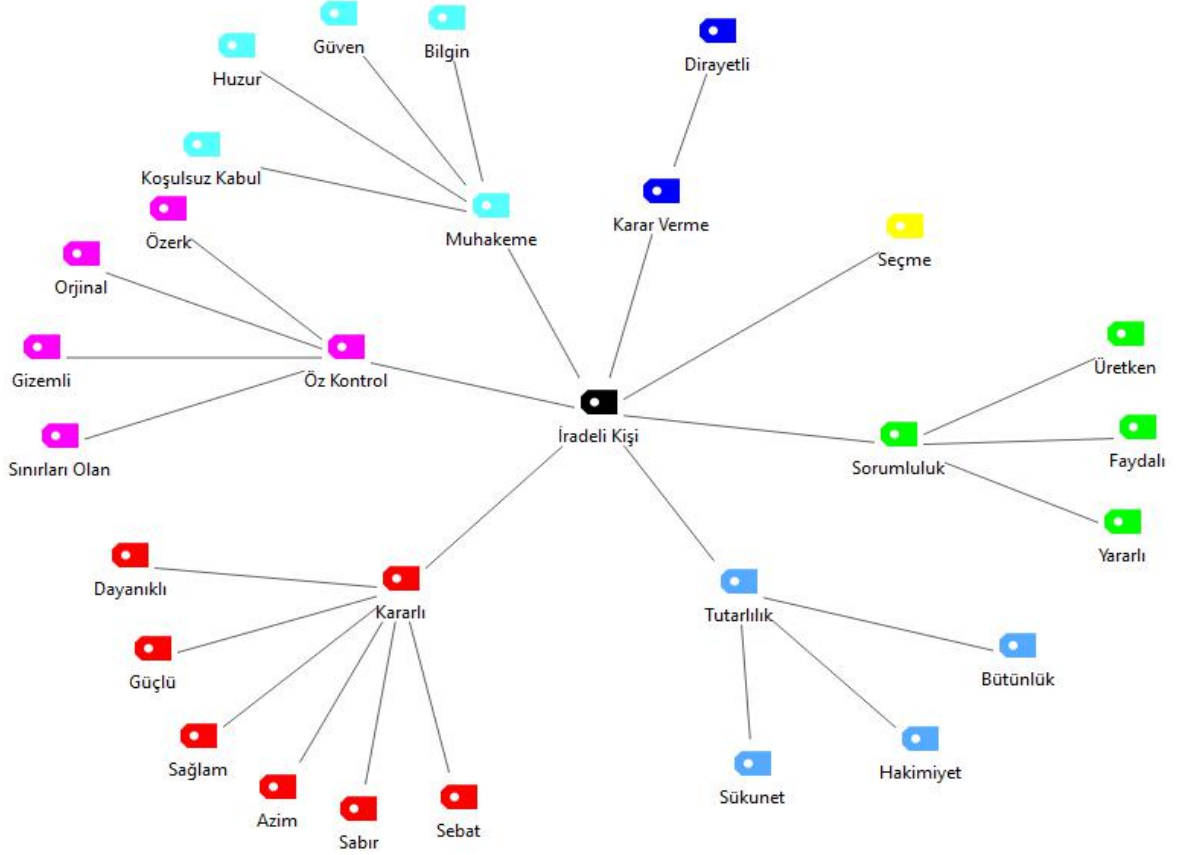 Güven
Bilgin
Huzur
Dirayetli
Koşulsuz Kabul
Özerk
Muhakeme
Karar Verme
Seçme
Orjinal
Gizemli
Öz Kontrol
Üretken
İradeli Kişi
Sınırları Olan
Sorumluluk
Faydalı
Yararlı
Dayanıklı
Kararlı
Tutarlılık
Güçlü
Bütünlük
Sağlam
Hakimiyet
Sükunet
Azim
Sabır
Sebat